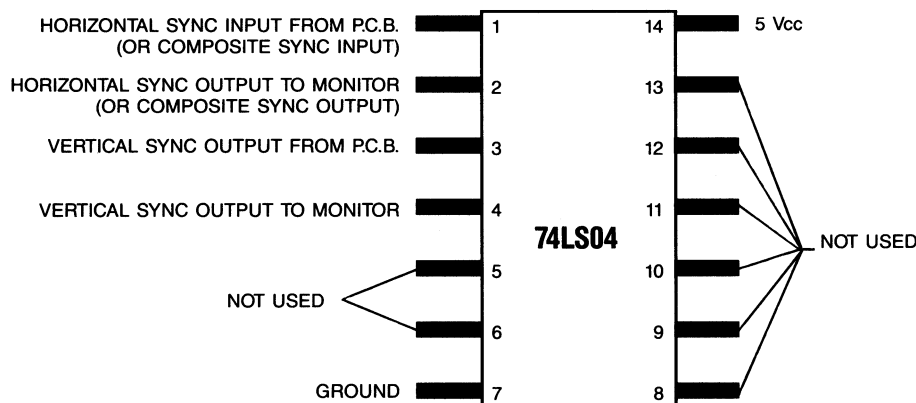 HORIZONTAL SYNC INPUT FROM P.C.B.
(OR COMPOSITE SYNC INPUT)
1
14
5 Vcc
HORIZONTAL SYNC OUTPUT TO MONITOR
(OR COMPOSITE SYNC OUTPUT)
2
13
VERTICAL SYNC OUTPUT FROM P.C.B.
3
12
VERTICAL SYNC OUTPUT TO MONITOR
4
11
74LS04
NOT USED
5
10
NOT USED
6
9
GROUND
7
8